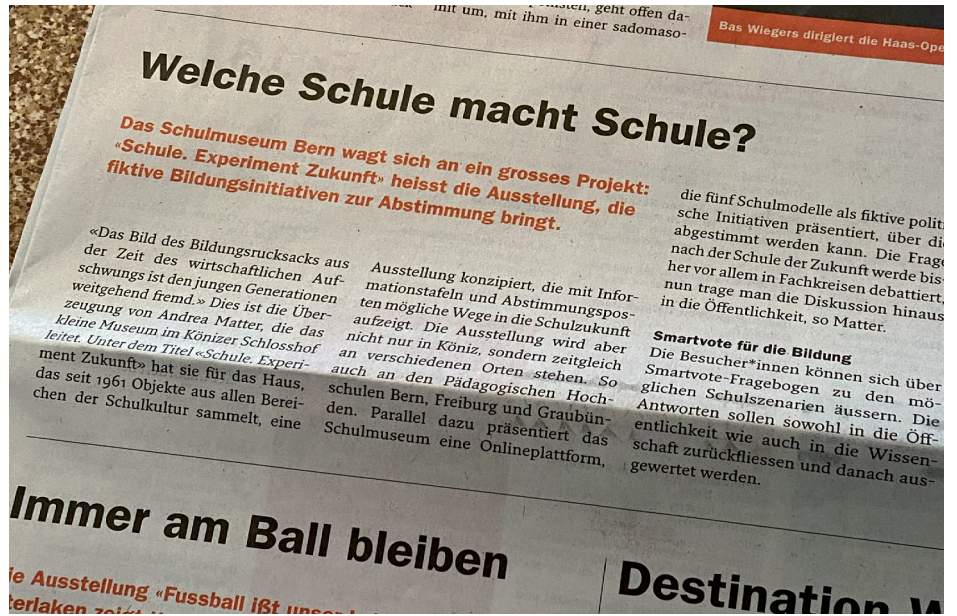 geht offen da-
mit um, mit ihm in einer sadomaso-
Bas Wiegers dirigiert die Haas-Ope
Welche Schule macht Schule?
Das Schulmuseum Bern wagt sich an ein grosses Projekt:
«Schule. Experiment Zukunft» heisst die Ausstellung, die
fiktive Bildungsinitiativen zur Abstimmung bringt.
«Das Bild des Bildungsrucksacks aus
der Zeit des wirtschaftlichen Auf-
schwungs ist den jungen Generationen
weitgehend fremd.» Dies ist die Über-
zeugung von Andrea Matter, die das
kleine Museum im Könizer Schlosshof
leitet. Unter dem Titel «Schule. Experi-
ment Zukunft» hat sie für das Haus,
das seit 1961 Objekte aus allen Berei-
chen der Schulkultur sammelt, eine
Ausstellung konzipiert, die mit Infor-
mationstafeln und Abstimmungspos-
ten mögliche Wege in die Schulzukunft
aufzeigt. Die Ausstellung wird aber
nicht nur in Köniz, sondern zeitgleich
an verschiedenen Orten stehen. So
auch an den Pädagogischen Hoch-
schulen Bern, Freiburg und Graubün-
den. Parallel dazu präsentiert das
Schulmuseum eine Onlineplattform,
die fünf Schulmodelle als fiktive polit
sche Initiativen präsentiert, über di
abgestimmt werden kann. Die Frage
nach der Schule der Zukunft werde bis-
her vor allem in Fachkreisen debattiert,
nun trage man die Diskussion hinaus
in die Öffentlichkeit, so Matter.
Smartvote für die Bildung
Die Besucher*innen können sich über
Smartvote-Fragebogen zu den mö-
glichen Schulszenarien äussern. Die
Antworten sollen sowohl in die Öff-
entlichkeit wie auch in die Wissen-
schaft zurückfliessen und danach aus-
gewertet werden.
Immer am Ball bleiben
ie Ausstellung «Fussball ißt
Destination